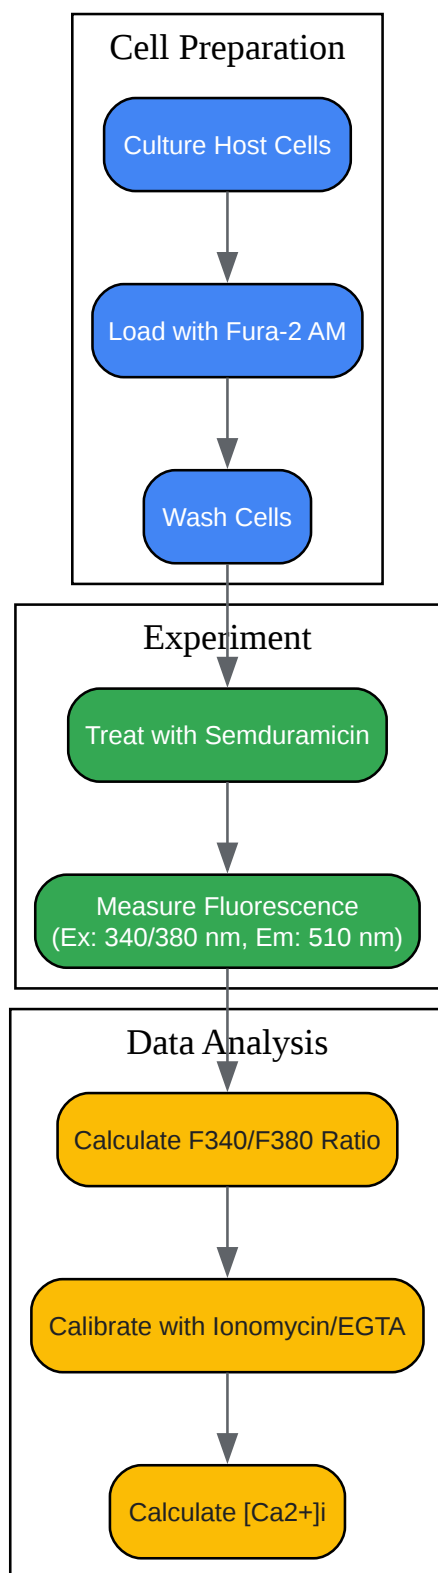 Cell Preparation
Culture Host Cells
Load with Fura-2 AM
Wash Cells
Experiment
Treat with Semduramicin
Measure Fluorescence
(Ex: 340/380 nm, Em: 510 nm)
Data Analysis
Calculate F340/F380 Ratio
Calibrate with Ionomycin/EGTA
Calculate [Ca2+]i